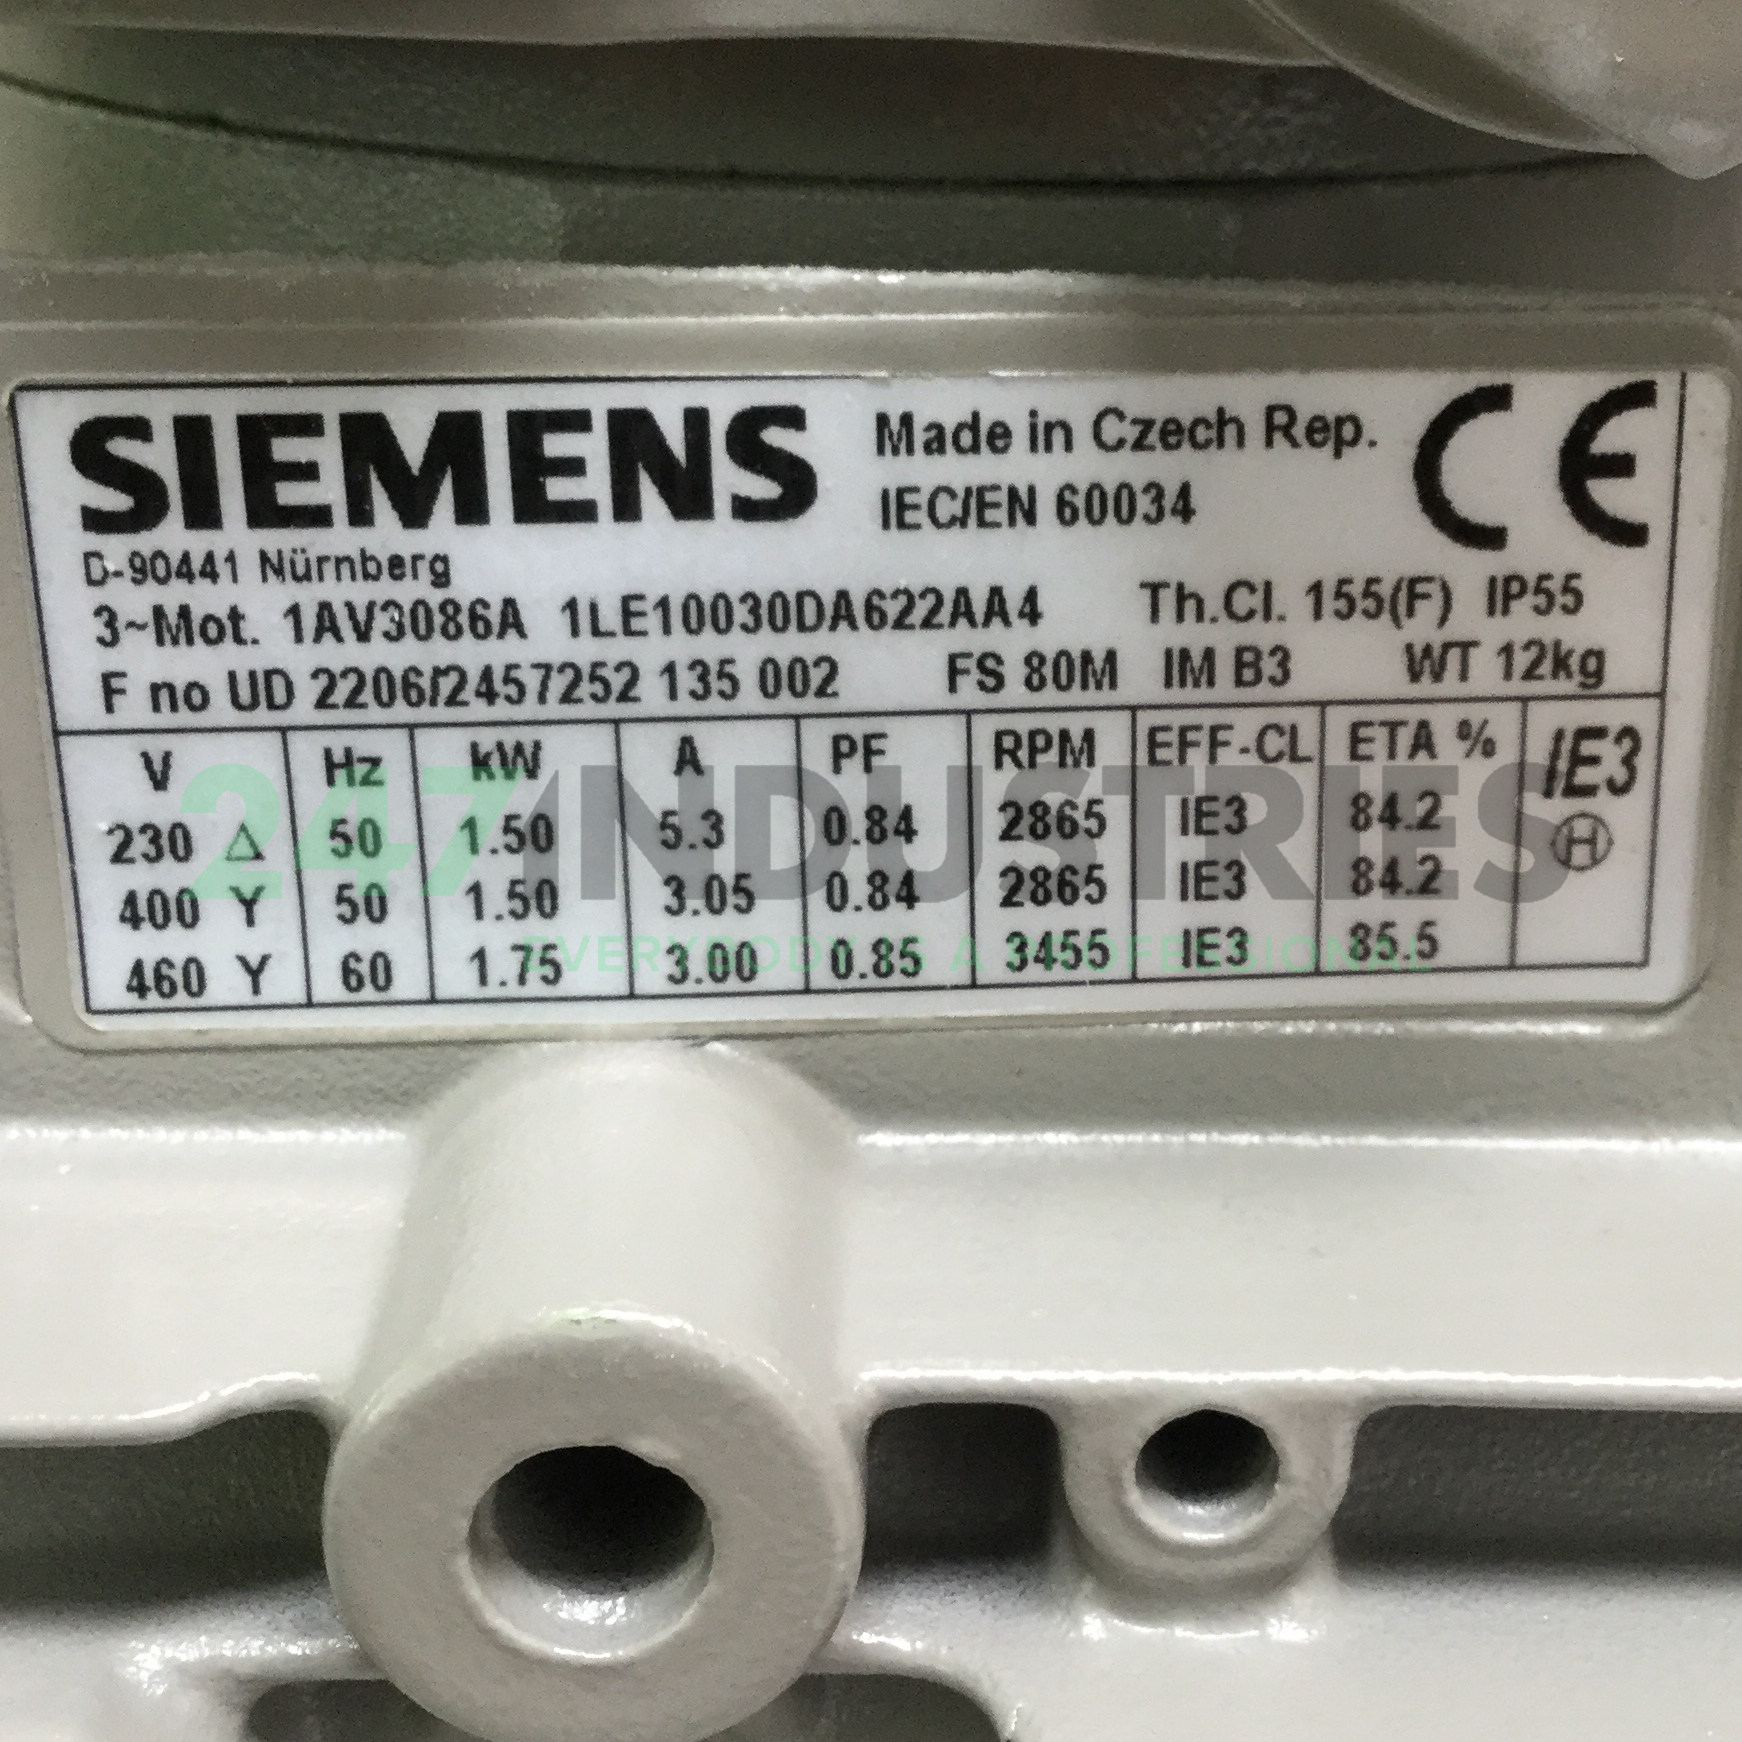 SIEMENS Made in Czech Rep. CE
IEC/EN 60034
D-90441 Nürnberg
3~Mot. 1AV3086A 1LE10030DA622AA4 Th.Cl. 155(F) IP55
F no UD 2206/2457252 135 002 FS 80M IM B3 WT 12kg
V Hz kW A PF RPM EFF-CL ETA % IE3
230 Δ 50 1.50 5.3 0.84 2865 IE3 84.2 H
400 Y 50 1.50 3.05 0.84 2865 IE3 84.2
460 Y 60 1.75 3.00 0.85 3455 IE3 85.5
247INDUSTRIES
EVERYBODY IS A PROFESSIONAL